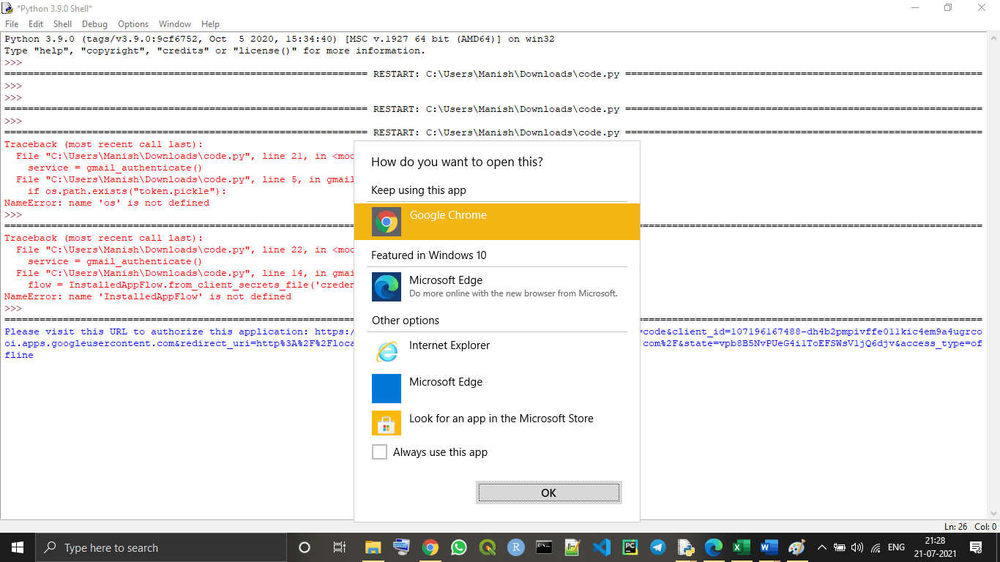 *Python 3.9.0 Shell*
File Edit Shell Debug Options Window Help
Python 3.9.0 (tags/v3.9.0:9cf6752, Oct  5 2020, 15:34:40) [MSC v.1927 64 bit (AMD64)] on win32
Type "help", "copyright", "credits" or "license()" for more information.
>>>
RESTART: C:\Users\Manish\Downloads\code.py
>>>
>>>
RESTART: C:\Users\Manish\Downloads\code.py
>>>
RESTART: C:\Users\Manish\Downloads\code.py
Traceback (most recent call last):
File "C:\Users\Manish\Downloads\code.py", line 21, in <moc
service = gmail_authenticate()
File "C:\Users\Manish\Downloads\code.py", line 5, in gmail
if os.path.exists("token.pickle"):
NameError: name 'os' is not defined
>>>
Traceback (most recent call last):
File "C:\Users\Manish\Downloads\code.py", line 22, in <moc
service = gmail_authenticate()
File "C:\Users\Manish\Downloads\code.py", line 14, in gmai
flow = InstalledAppFlow.from_client_secrets_file('creden
NameError: name 'InstalledAppFlow' is not defined
>>>
Please visit this URL to authorize this application: https:/ =code&client_id=107196167488-dh4b2pmpivffe011kic4em9a4ugrco
oi.apps.googleusercontent.com&redirect_uri=http%3A%2F%2Floca com%2F&state=vpb8B5NvPUeG4i1ToEFSWsV1jQ6djv&access_type=of
fline
How do you want to open this?
Keep using this app
Google Chrome
Featured in Windows 10
Microsoft Edge
Do more online with the new browser from Microsoft.
Other options
Internet Explorer
Microsoft Edge
Look for an app in the Microsoft Store
Always use this app
OK
Ln: 26 Col: 0
Type here to search
ENG
21:28
21-07-2021